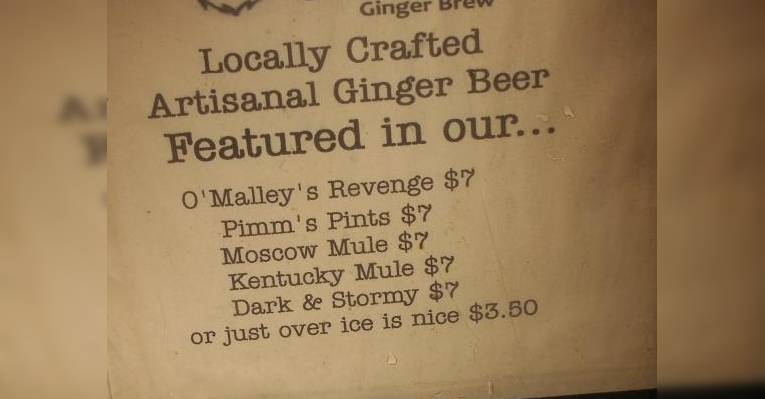 Ginger Brew
Locally Crafted
Artisanal Ginger Beer
Featured in our...
O'Malley's Revenge $7
Pimm's Pints $7
Moscow Mule $7
Kentucky Mule $7
Dark & Stormy $7
or just over ice is nice $3.50